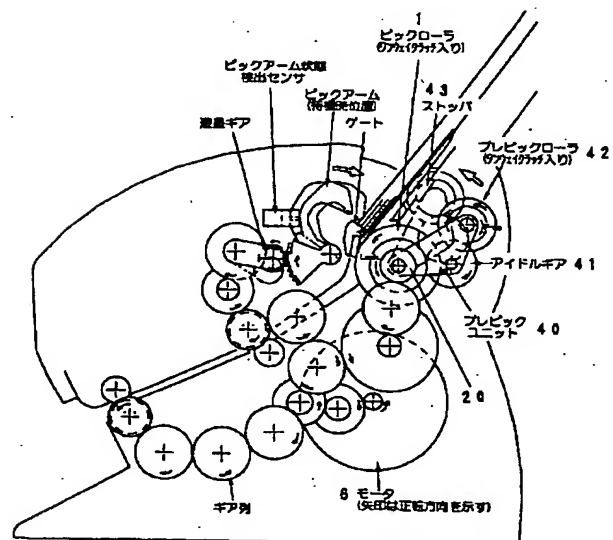 1
ピックローラ
(ワンウェイクラッチ入り)
ピックアーム状態
検出センサ
ピックアーム
(待機発位置)
43
ストッパ
遊星ギア
ゲート
プレピックローラ 42
(ワンウェイクラッチ入り)
アイドルギア 41
プレピック
ユニット 40
20
6 モータ
(矢印は正転方向を示す)
ギア列